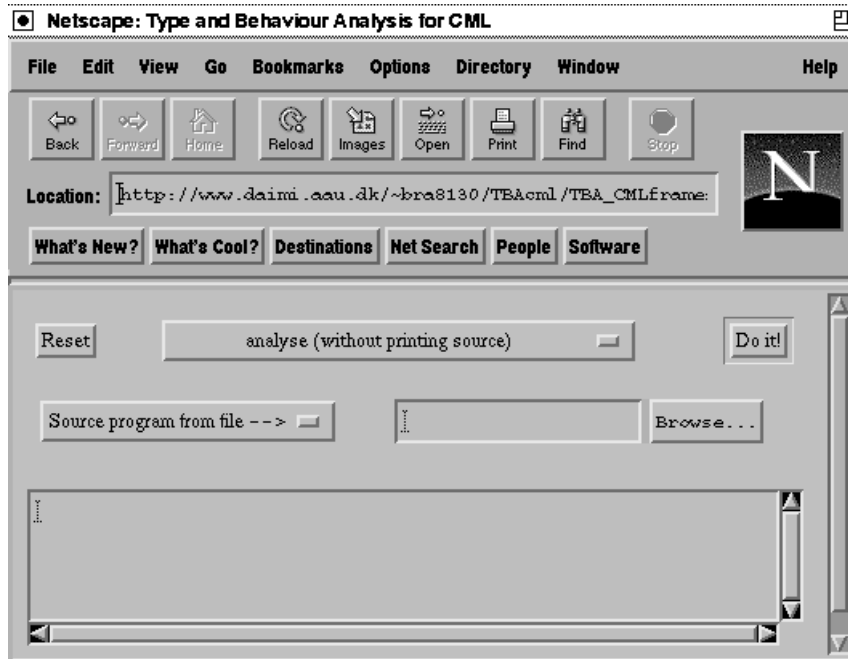 Netscape: Type and Behaviour Analysis for CML
File Edit View Go Bookmarks Options Directory Window Help
Back Forward Home Reload Images Open Print Find Stop
N
Location: http://www.daimi.aau.dk/~bra8130/TBAcml/TBA_CMLframe:
What's New? What's Cool? Destinations Net Search People Software
Reset analyse (without printing source) Do it!
Source program from file --> Browse...